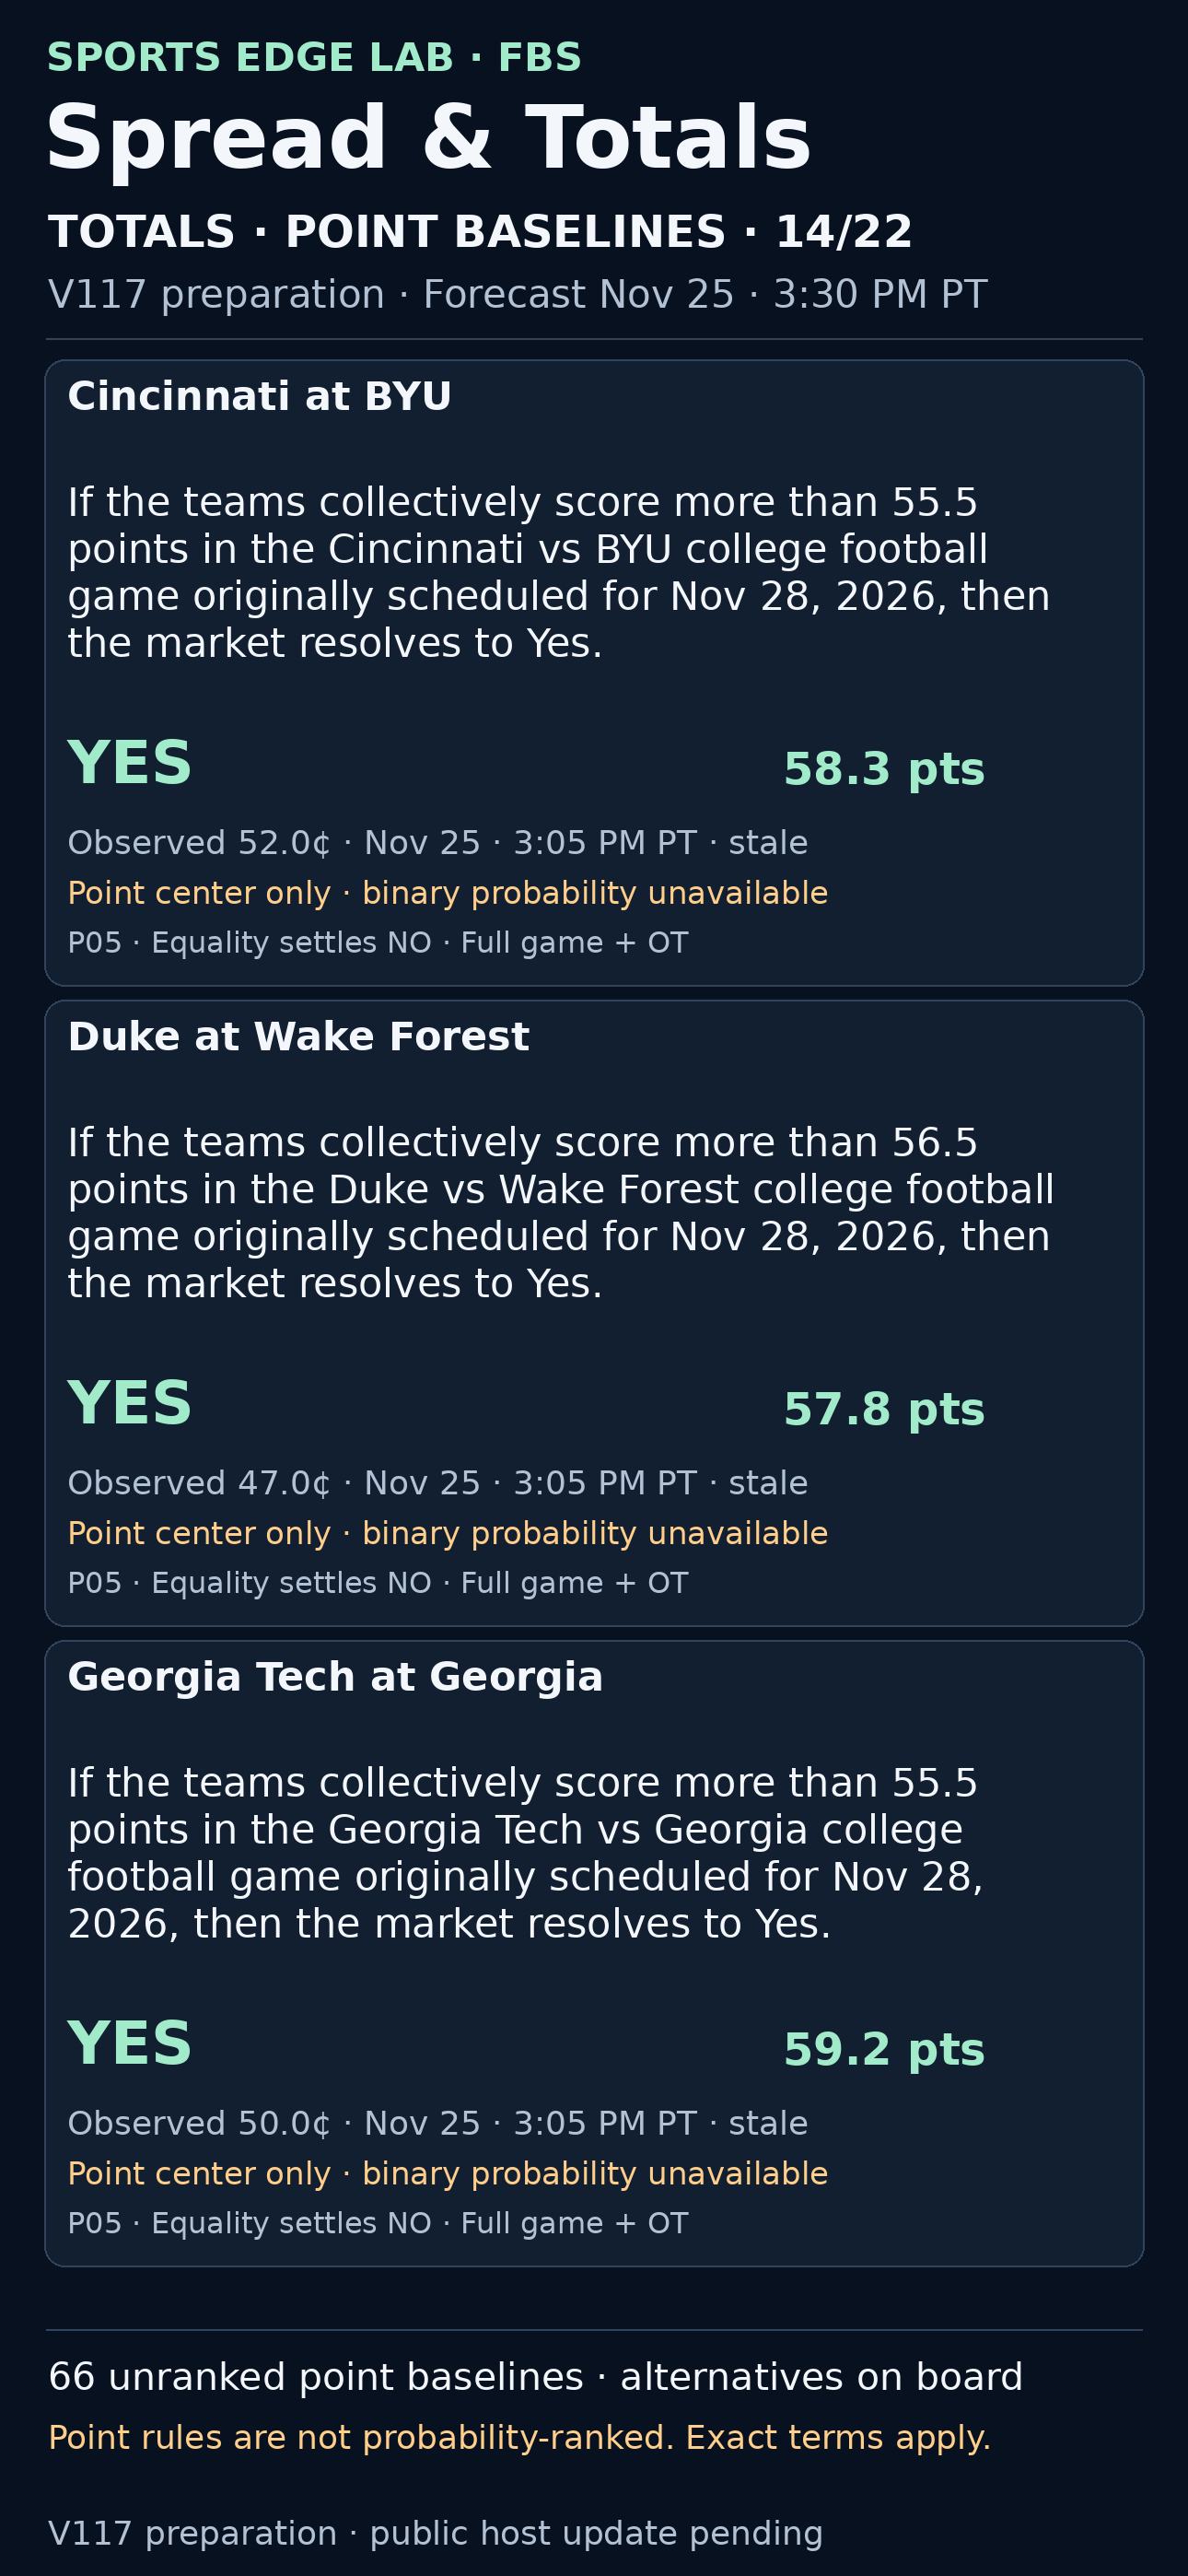 SPORTS EDGE LAB · FBS
Spread & Totals
TOTALS · POINT BASELINES · 14/22
V117 preparation · Forecast Nov 25 · 3:30 PM PT
Cincinnati at BYU
If the teams collectively score more than 55.5
points in the Cincinnati vs BYU college football
game originally scheduled for Nov 28, 2026, then
the market resolves to Yes.
YES 58.3 pts
Observed 52.0¢ · Nov 25 · 3:05 PM PT · stale
Point center only · binary probability unavailable
P05 · Equality settles NO · Full game + OT
Duke at Wake Forest
If the teams collectively score more than 56.5
points in the Duke vs Wake Forest college football
game originally scheduled for Nov 28, 2026, then
the market resolves to Yes.
YES 57.8 pts
Observed 47.0¢ · Nov 25 · 3:05 PM PT · stale
Point center only · binary probability unavailable
P05 · Equality settles NO · Full game + OT
Georgia Tech at Georgia
If the teams collectively score more than 55.5
points in the Georgia Tech vs Georgia college
football game originally scheduled for Nov 28,
2026, then the market resolves to Yes.
YES 59.2 pts
Observed 50.0¢ · Nov 25 · 3:05 PM PT · stale
Point center only · binary probability unavailable
P05 · Equality settles NO · Full game + OT
66 unranked point baselines · alternatives on board
Point rules are not probability-ranked. Exact terms apply.
V117 preparation · public host update pending